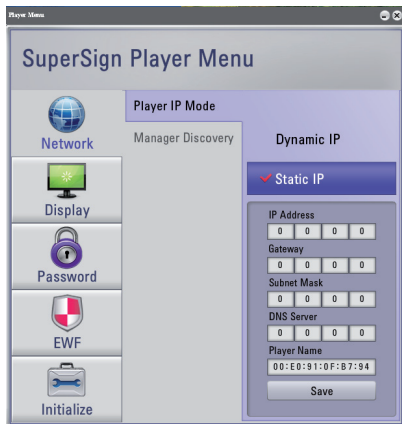 Player Menu
SuperSign Player Menu
Network
Display
Password
EWF
Initialize
Player IP Mode
Manager Discovery
Dynamic IP
Static IP
IP Address
0 0 0 0
Gateway
0 0 0 0
Subnet Mask
0 0 0 0
DNS Server
0 0 0 0
Player Name
00:E0:91:0F:B7:94
Save